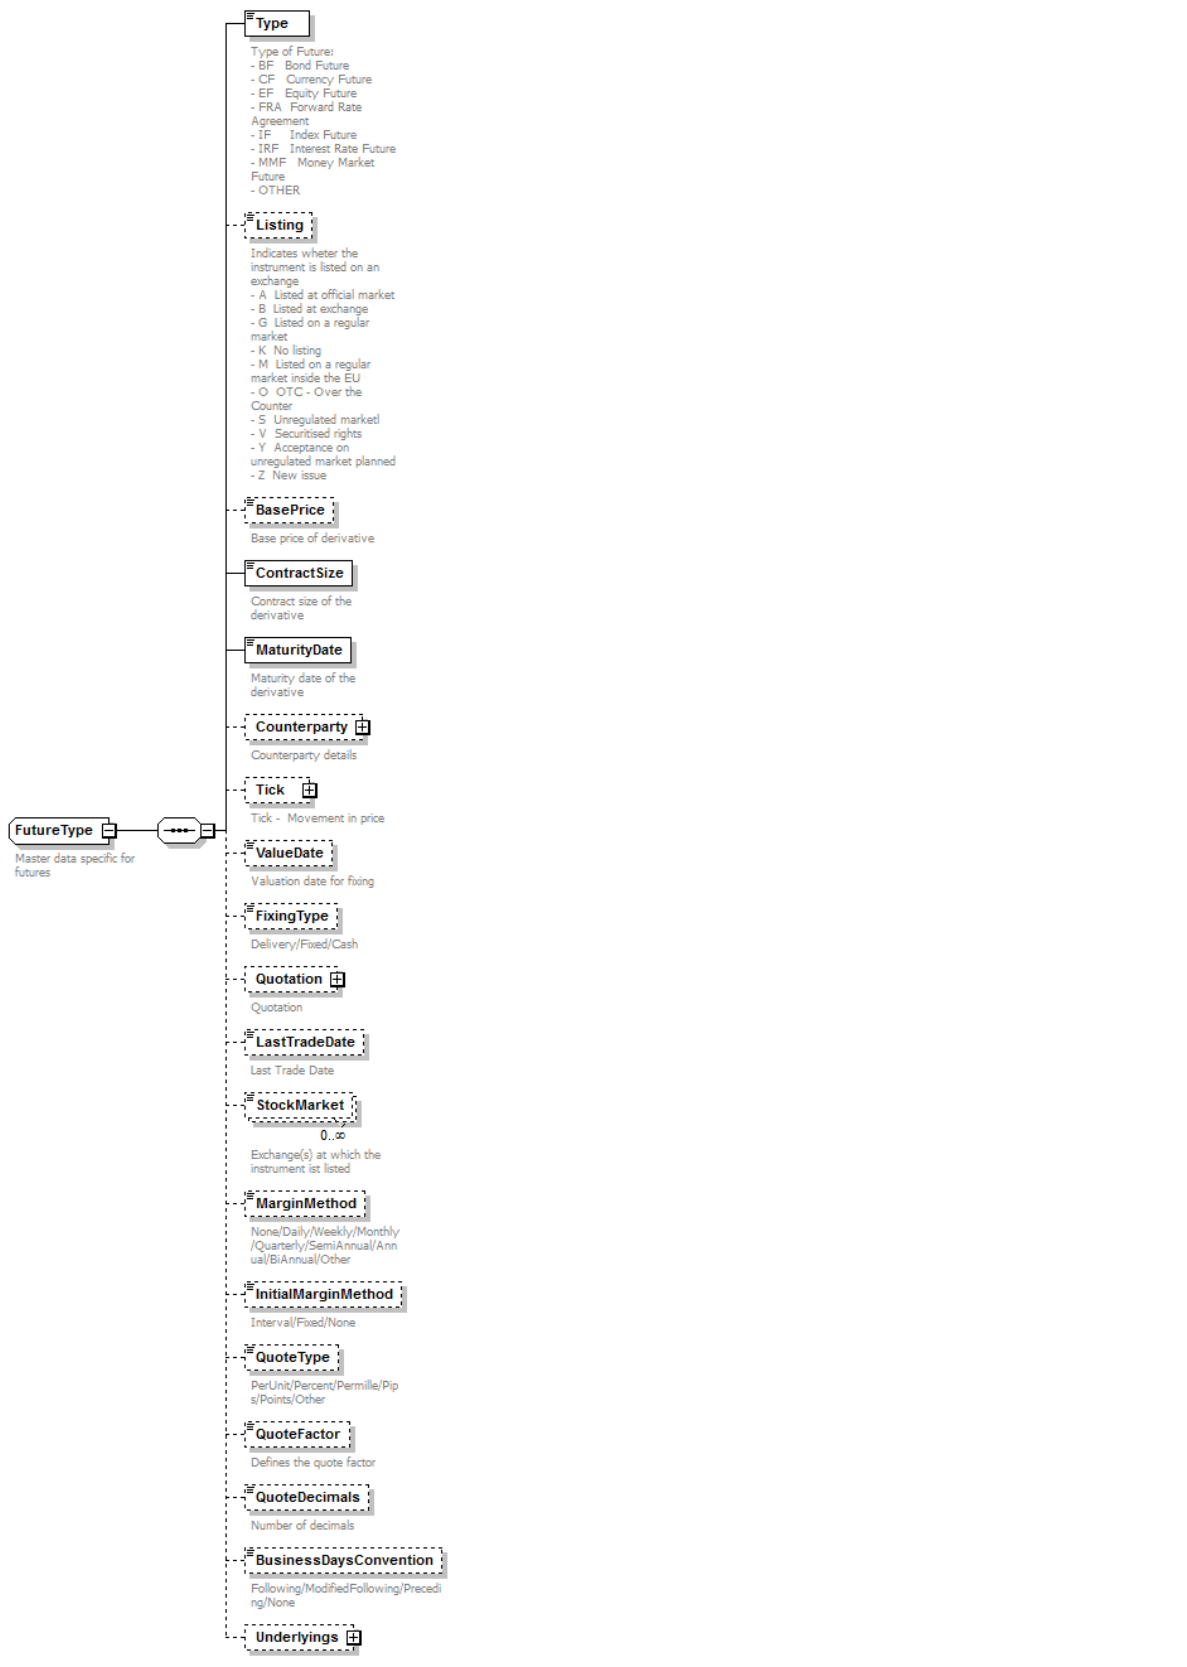 Type
Type of Future:
- BF Bond Future
- CF Currency Future
- EF Equity Future
- FRA Forward Rate
Agreement
- IF Index Future
- IRF Interest Rate Future
- MMF Money Market
Future
- OTHER
Listing
Indicates wheter the
instrument is listed on an
exchange
- A Listed at official market
- B Listed at exchange
- G Listed on a regular
market
- K No listing
- M Listed on a regular
market inside the EU
- O OTC - Over the
Counter
- S Unregulated marketl
- V Securitised rights
- Y Acceptance on
unregulated market planned
- Z New issue
BasePrice
Base price of derivative
ContractSize
Contract size of the
derivative
MaturityDate
Maturity date of the
derivative
Counterparty
Counterparty details
Tick
Tick - Movement in price
FutureType
Master data specific for
futures
ValueDate
Valuation date for fixing
FixingType
Delivery/Fixed/Cash
Quotation
Quotation
LastTradeDate
Last Trade Date
StockMarket
0..∞
Exchange(s) at which the
instrument ist listed
MarginMethod
None/Daily/Weekly/Monthly
/Quarterly/SemiAnnual/Ann
ual/BiAnnual/Other
InitialMarginMethod
Interval/Fixed/None
QuoteType
PerUnit/Percent/Permille/Pip
s/Points/Other
QuoteFactor
Defines the quote factor
QuoteDecimals
Number of decimals
BusinessDaysConvention
Following/ModifiedFollowing/Precedi
ng/None
Underlyings